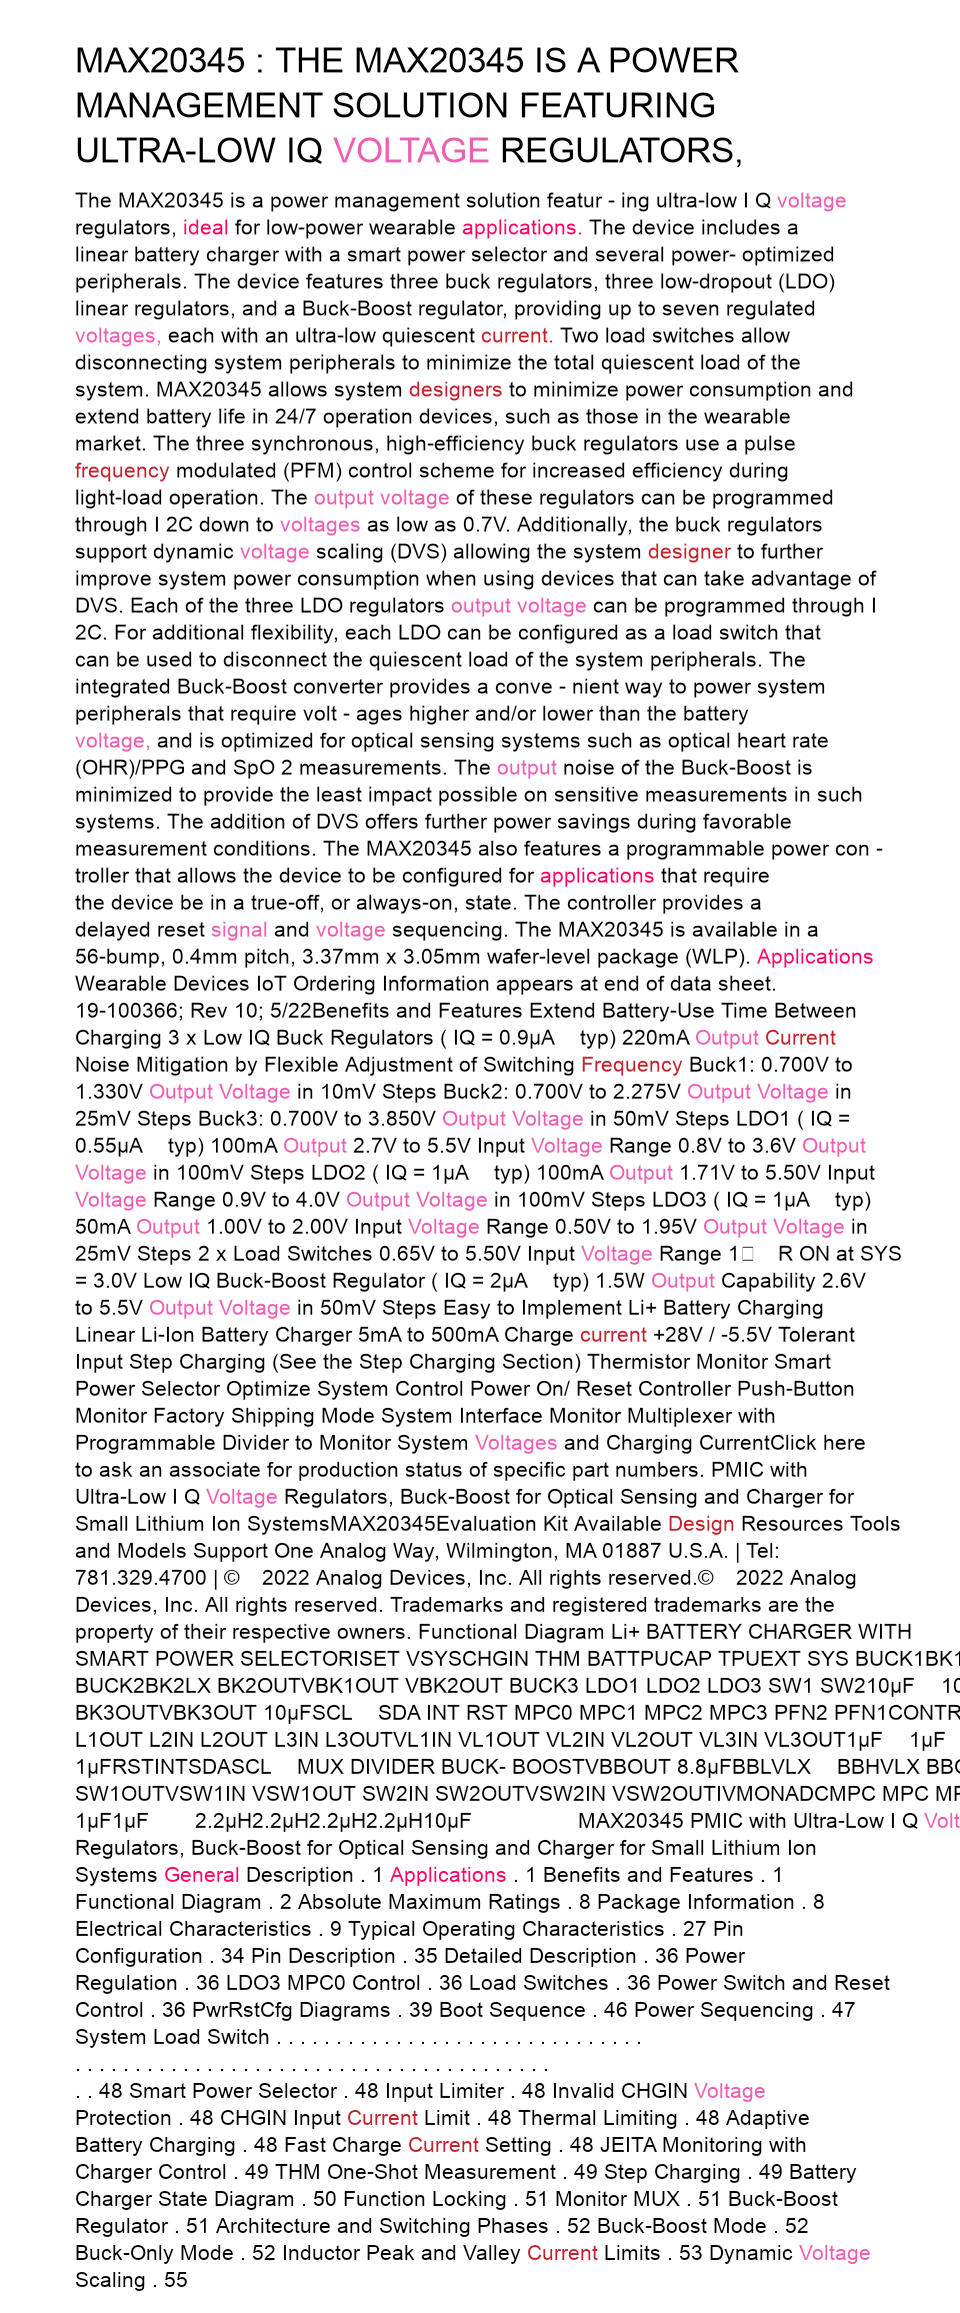 MAX20345 : THE MAX20345 IS A POWER
MANAGEMENT SOLUTION FEATURING
ULTRA-LOW IQ VOLTAGE REGULATORS,
The MAX20345 is a power management solution featur - ing ultra-low I Q voltage
regulators, ideal for low-power wearable applications. The device includes a
linear battery charger with a smart power selector and several power- optimized
peripherals. The device features three buck regulators, three low-dropout (LDO)
linear regulators, and a Buck-Boost regulator, providing up to seven regulated
voltages, each with an ultra-low quiescent current. Two load switches allow
disconnecting system peripherals to minimize the total quiescent load of the
system. MAX20345 allows system designers to minimize power consumption and
extend battery life in 24/7 operation devices, such as those in the wearable
market. The three synchronous, high-efficiency buck regulators use a pulse
frequency modulated (PFM) control scheme for increased efficiency during
light-load operation. The output voltage of these regulators can be programmed
through I 2C down to voltages as low as 0.7V. Additionally, the buck regulators
support dynamic voltage scaling (DVS) allowing the system designer to further
improve system power consumption when using devices that can take advantage of
DVS. Each of the three LDO regulators output voltage can be programmed through I
2C. For additional flexibility, each LDO can be configured as a load switch that
can be used to disconnect the quiescent load of the system peripherals. The
integrated Buck-Boost converter provides a conve - nient way to power system
peripherals that require volt - ages higher and/or lower than the battery
voltage, and is optimized for optical sensing systems such as optical heart rate
(OHR)/PPG and SpO 2 measurements. The output noise of the Buck-Boost is
minimized to provide the least impact possible on sensitive measurements in such
systems. The addition of DVS offers further power savings during favorable
measurement conditions. The MAX20345 also features a programmable power con -
troller that allows the device to be configured for applications that require
the device be in a true-off, or always-on, state. The controller provides a
delayed reset signal and voltage sequencing. The MAX20345 is available in a
56-bump, 0.4mm pitch, 3.37mm x 3.05mm wafer-level package (WLP). Applications
Wearable Devices IoT Ordering Information appears at end of data sheet.
19-100366; Rev 10; 5/22Benefits and Features Extend Battery-Use Time Between
Charging 3 x Low IQ Buck Regulators ( IQ = 0.9µA typ) 220mA Output Current
Noise Mitigation by Flexible Adjustment of Switching Frequency Buck1: 0.700V to
1.330V Output Voltage in 10mV Steps Buck2: 0.700V to 2.275V Output Voltage in
25mV Steps Buck3: 0.700V to 3.850V Output Voltage in 50mV Steps LDO1 ( IQ =
0.55µA typ) 100mA Output 2.7V to 5.5V Input Voltage Range 0.8V to 3.6V Output
Voltage in 100mV Steps LDO2 ( IQ = 1µA typ) 100mA Output 1.71V to 5.50V Input
Voltage Range 0.9V to 4.0V Output Voltage in 100mV Steps LDO3 ( IQ = 1µA typ)
50mA Output 1.00V to 2.00V Input Voltage Range 0.50V to 1.95V Output Voltage in
25mV Steps 2 x Load Switches 0.65V to 5.50V Input Voltage Range 1 R ON at SYS
= 3.0V Low IQ Buck-Boost Regulator ( IQ = 2µA typ) 1.5W Output Capability 2.6V
to 5.5V Output Voltage in 50mV Steps Easy to Implement Li+ Battery Charging
Linear Li-Ion Battery Charger 5mA to 500mA Charge current +28V / -5.5V Tolerant
Input Step Charging (See the Step Charging Section) Thermistor Monitor Smart
Power Selector Optimize System Control Power On/ Reset Controller Push-Button
Monitor Factory Shipping Mode System Interface Monitor Multiplexer with
Programmable Divider to Monitor System Voltages and Charging CurrentClick here
to ask an associate for production status of specific part numbers. PMIC with
Ultra-Low I Q Voltage Regulators, Buck-Boost for Optical Sensing and Charger for
Small Lithium Ion SystemsMAX20345Evaluation Kit Available Design Resources Tools
and Models Support One Analog Way, Wilmington, MA 01887 U.S.A. | Tel:
781.329.4700 | © 2022 Analog Devices, Inc. All rights reserved.© 2022 Analog
Devices, Inc. All rights reserved. Trademarks and registered trademarks are the
property of their respective owners. Functional Diagram Li+ BATTERY CHARGER WITH
SMART POWER SELECTORISET VSYSCHGIN THM BATTPUCAP TPUEXT SYS BUCK1BK1
BUCK2BK2LX BK2OUTVBK1OUT VBK2OUT BUCK3 LDO1 LDO2 LDO3 SW1 SW210µF 10
BK3OUTVBK3OUT 10µFSCL SDA INT RST MPC0 MPC1 MPC2 MPC3 PFN2 PFN1CONTR
L1OUT L2IN L2OUT L3IN L3OUTVL1IN VL1OUT VL2IN VL2OUT VL3IN VL3OUT1µF 1µF
1µFRSTINTSDASCL MUX DIVIDER BUCK- BOOSTVBBOUT 8.8µFBBLVLX BBHVLX BBO
SW1OUTVSW1IN VSW1OUT SW2IN SW2OUTVSW2IN VSW2OUTIVMONADCMPC MPC MP
1µF1µF 2.2µH2.2µH2.2µH2.2µH10µF MAX20345 PMIC with Ultra-Low I Q Volt
Regulators, Buck-Boost for Optical Sensing and Charger for Small Lithium Ion
Systems General Description . 1 Applications . 1 Benefits and Features . 1
Functional Diagram . 2 Absolute Maximum Ratings . 8 Package Information . 8
Electrical Characteristics . 9 Typical Operating Characteristics . 27 Pin
Configuration . 34 Pin Description . 35 Detailed Description . 36 Power
Regulation . 36 LDO3 MPC0 Control . 36 Load Switches . 36 Power Switch and Reset
Control . 36 PwrRstCfg Diagrams . 39 Boot Sequence . 46 Power Sequencing . 47
System Load Switch . . . . . . . . . . . . . . . . . . . . . . . . . . . . . . .
. . . . . . . . . . . . . . . . . . . . . . . . . . . . . . . . . . . . . . . .
. . 48 Smart Power Selector . 48 Input Limiter . 48 Invalid CHGIN Voltage
Protection . 48 CHGIN Input Current Limit . 48 Thermal Limiting . 48 Adaptive
Battery Charging . 48 Fast Charge Current Setting . 48 JEITA Monitoring with
Charger Control . 49 THM One-Shot Measurement . 49 Step Charging . 49 Battery
Charger State Diagram . 50 Function Locking . 51 Monitor MUX . 51 Buck-Boost
Regulator . 51 Architecture and Switching Phases . 52 Buck-Boost Mode . 52
Buck-Only Mode . 52 Inductor Peak and Valley Current Limits . 53 Dynamic Voltage
Scaling . 55